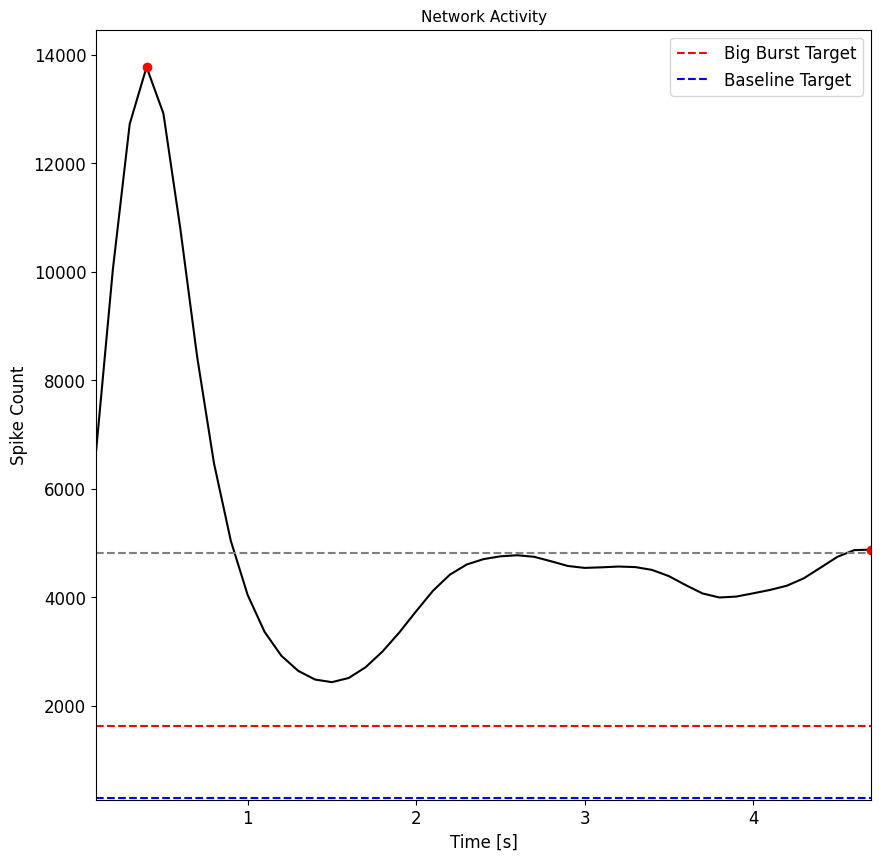 Network Activity
Big Burst Target
Baseline Target
14000
12000
10000
8000
6000
4000
2000
Spike Count
1
2
3
4
Time [s]